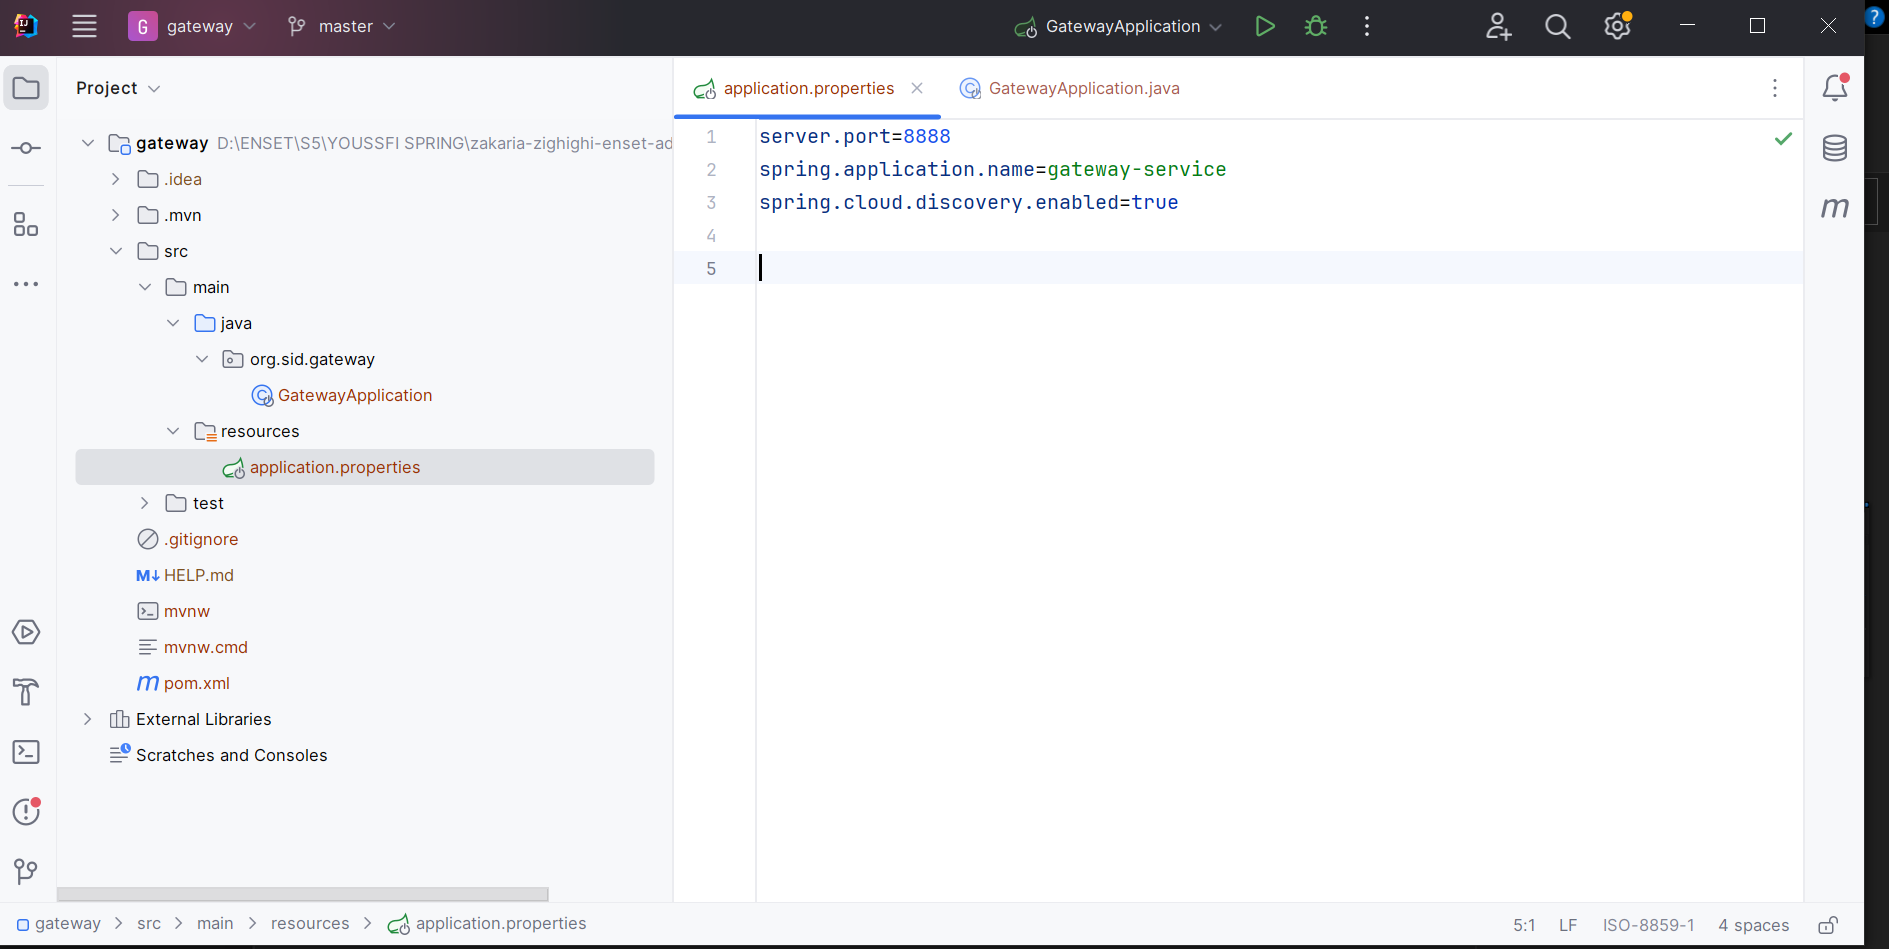 G gateway master GatewayApplication
Project
application.properties GatewayApplication.java
gateway D:\ENSET\S5\YOUSSFI SPRING\zakaria-zighighi-enset-ad
.idea
.mvn
src
main
java
org.sid.gateway
GatewayApplication
resources
application.properties
test
.gitignore
M↓ HELP.md
mvnw
mvnw.cmd
m pom.xml
External Libraries
Scratches and Consoles
1 server.port=8888
2 spring.application.name=gateway-service
3 spring.cloud.discovery.enabled=true
4
5
m
gateway > src > main > resources > application.properties
5:1 LF ISO-8859-1 4 spaces